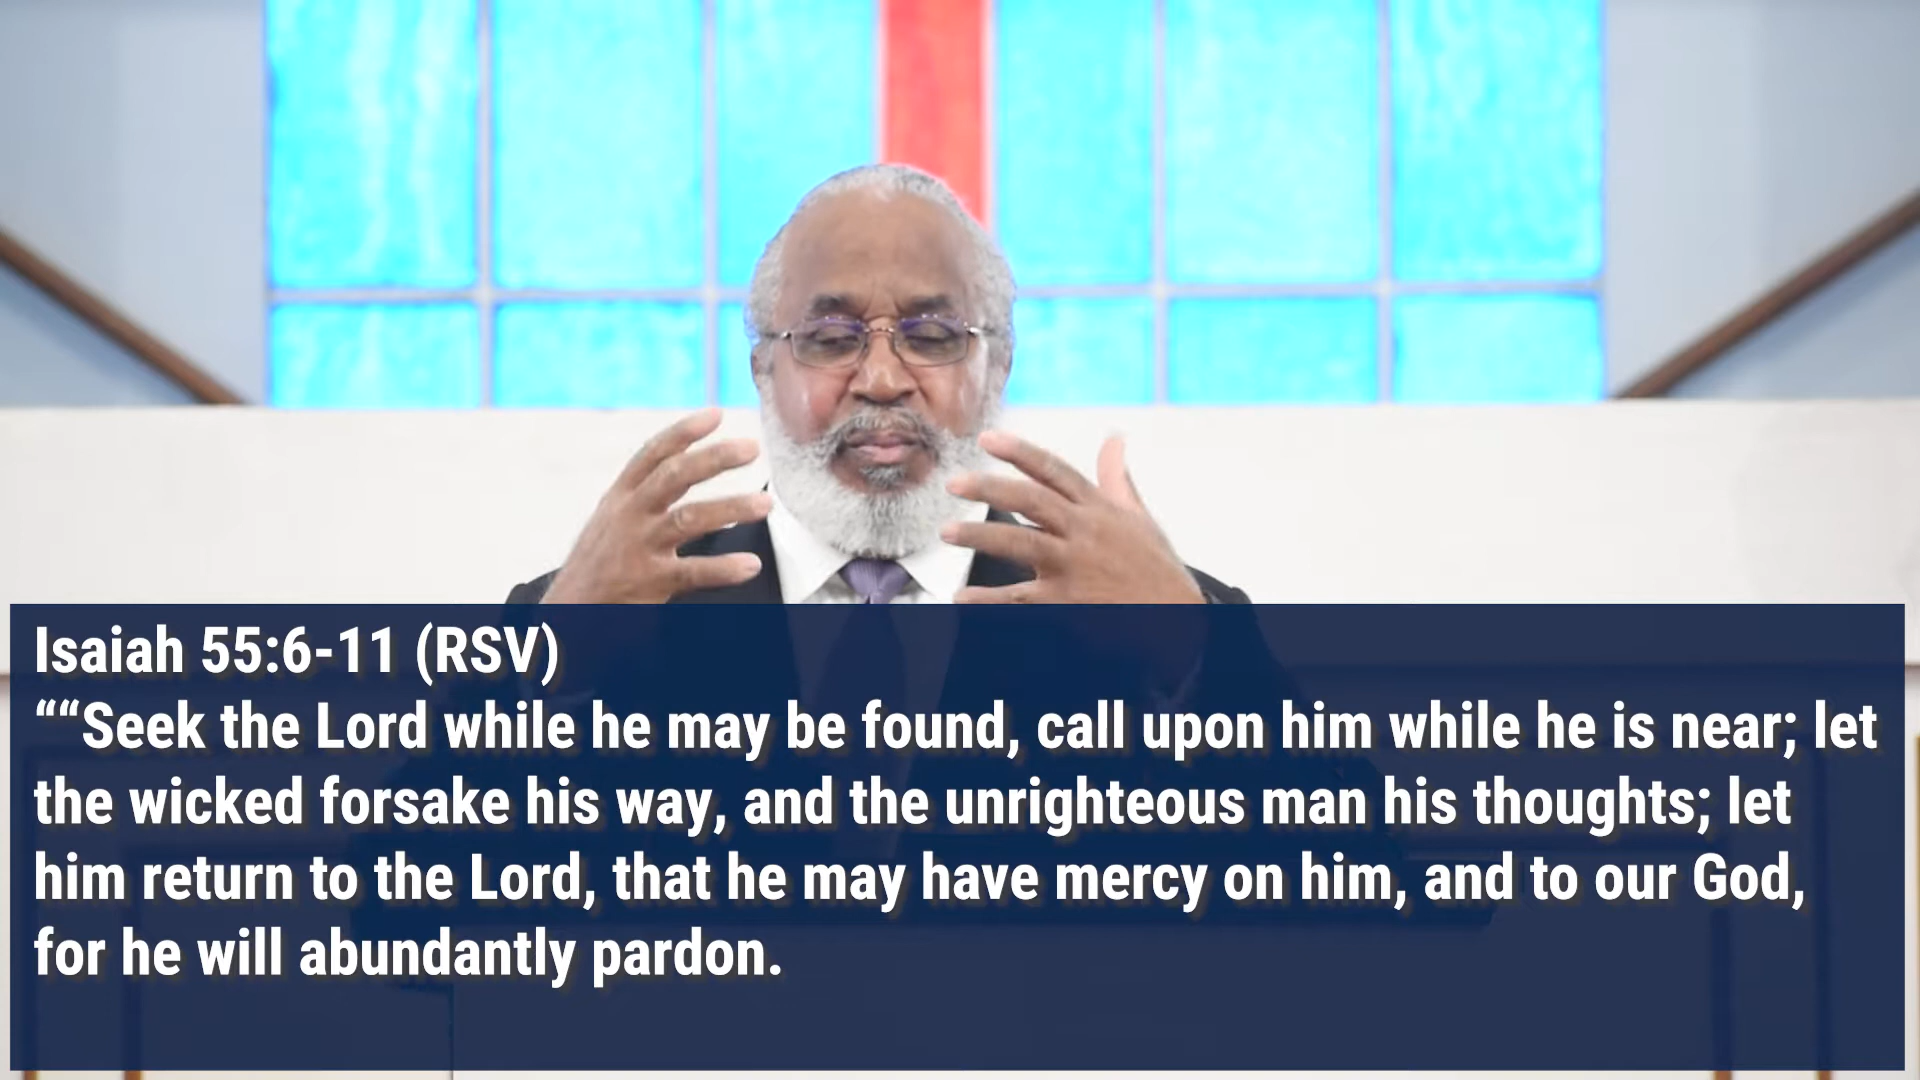 Isaiah 55:6-11 (RSV)
““Seek the Lord while he may be found, call upon him while he is near; let
the wicked forsake his way, and the unrighteous man his thoughts; let
him return to the Lord, that he may have mercy on him, and to our God,
for he will abundantly pardon.